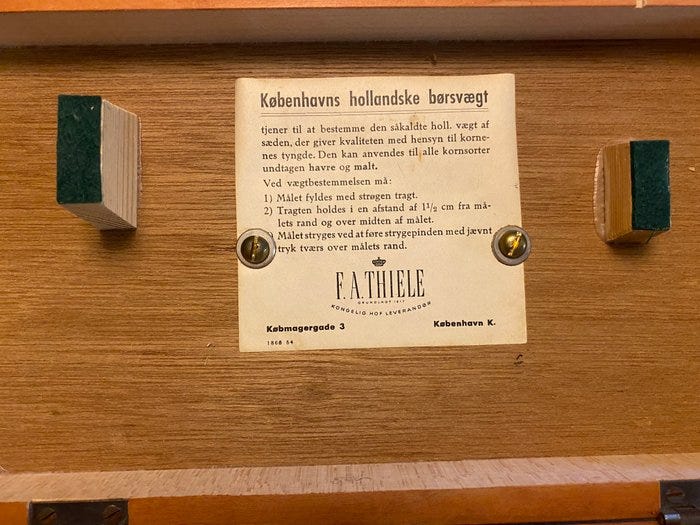 Københavns hollandske børsvægt
tjener til at bestemme den såkaldte holl. vægt af
sæden, der giver kvaliteten med hensyn til korne-
nes tyngde. Den kan anvendes til alle kornsorter
undtagen havre og malt.
Ved vægtbestemmelsen må:
1) Målet fyldes med strøgen tragt.
2) Tragten holdes i en afstand af 1½ cm fra må-
lets rand og over midten af målet.
) Målet stryges ved at føre strygepinden med jævnt
tryk tværs over målets rand.
F. A. THIELE
GRUNDLAGT 1817
KONGELIG HOF LEVERANDØR
Købmagergade 3 København K.
1868 54